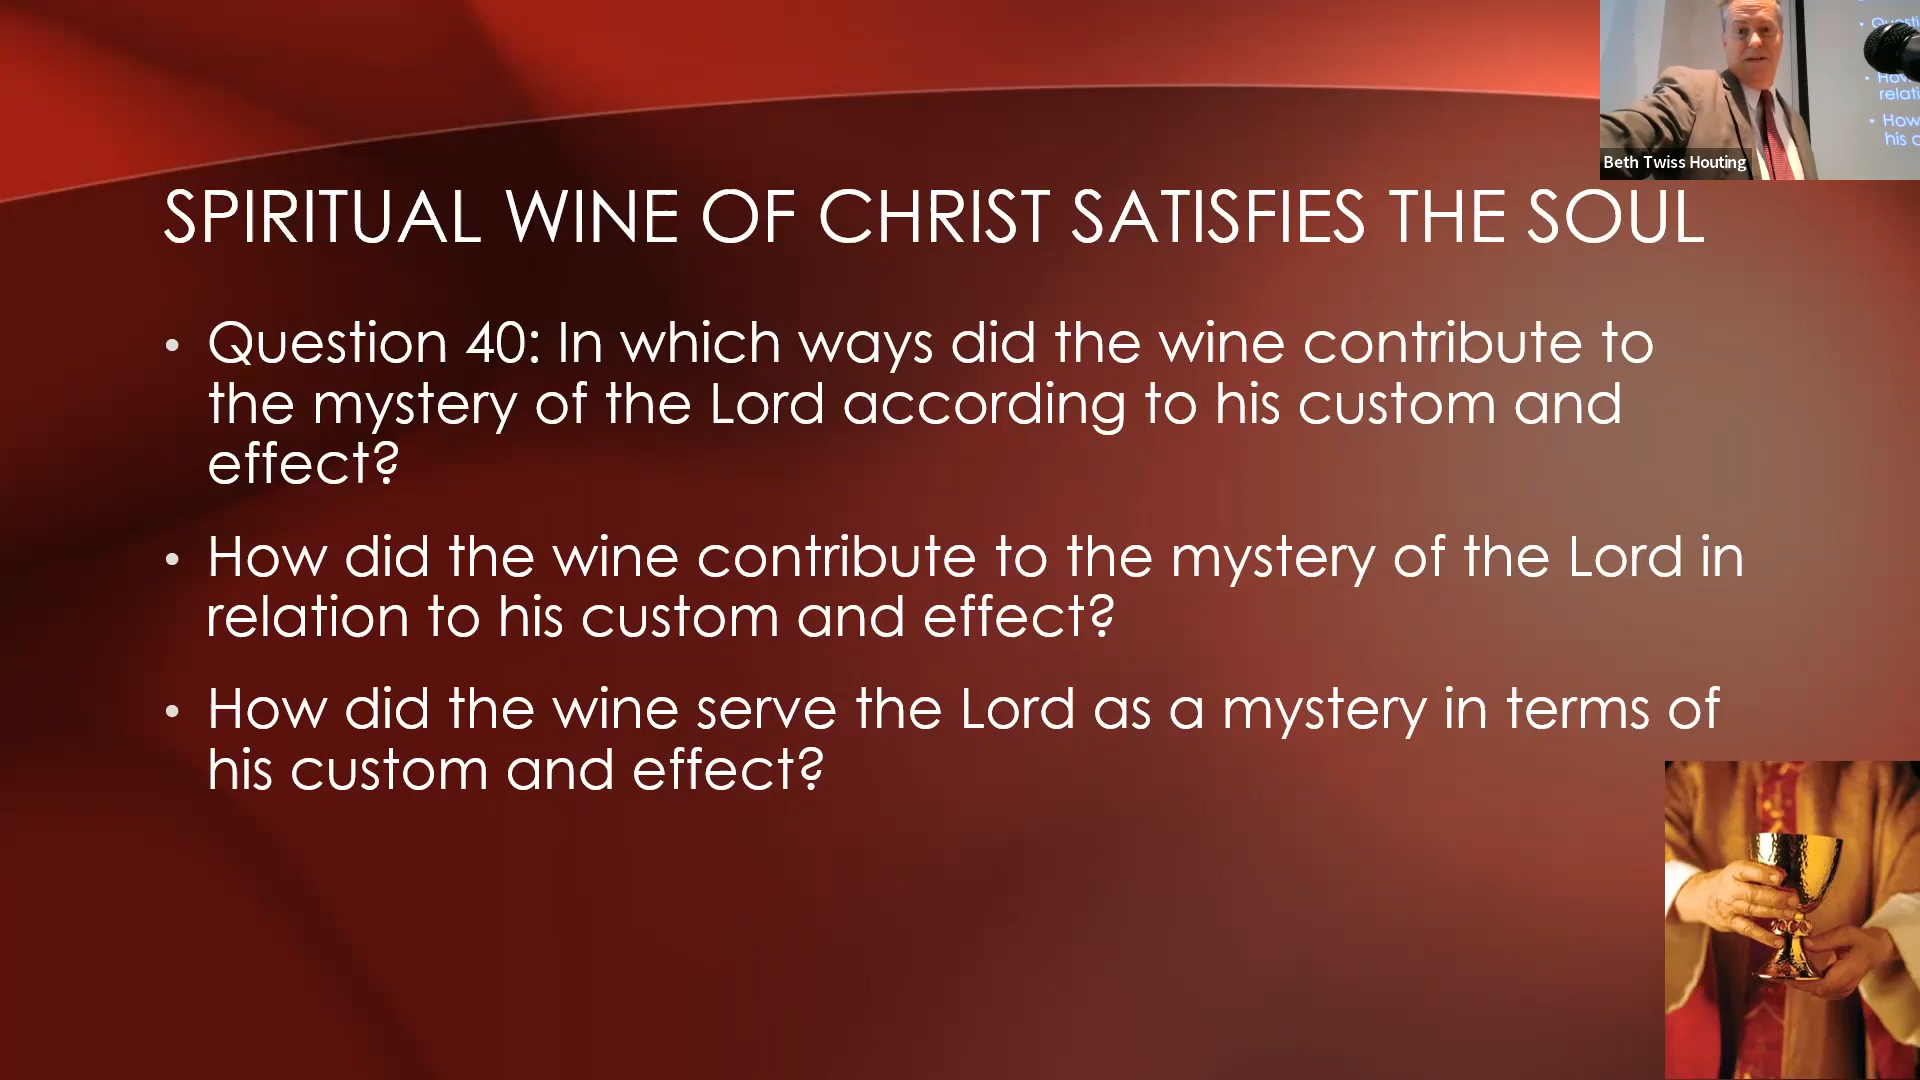 Beth Twiss Houting
SPIRITUAL WINE OF CHRIST SATISFIES THE SOUL
• Question 40: In which ways did the wine contribute to
the mystery of the Lord according to his custom and
effect?
• How did the wine contribute to the mystery of the Lord in
relation to his custom and effect?
• How did the wine serve the Lord as a mystery in terms of
his custom and effect?